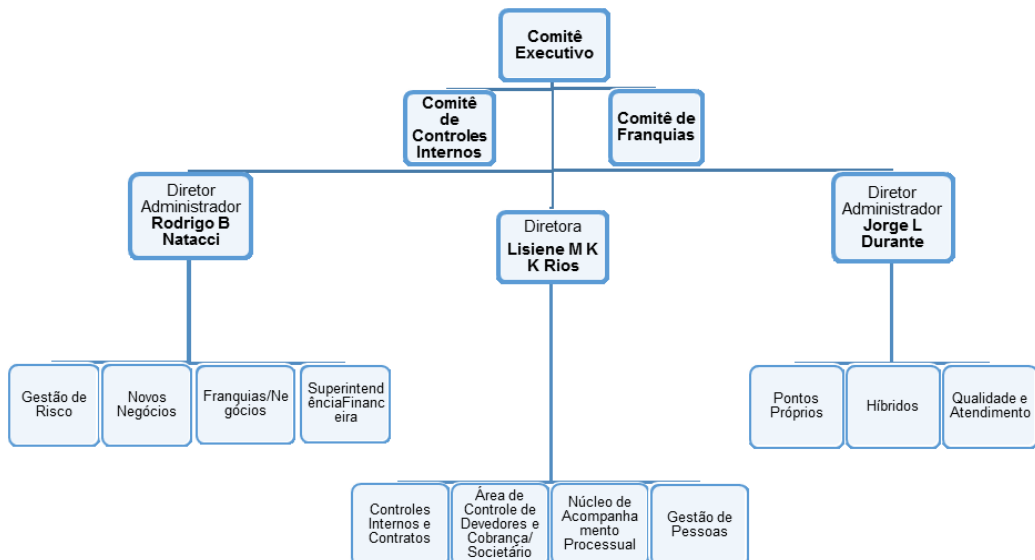 Comitê
Executivo
Comitê
de
Controles
Internos
Comitê de
Franquias
Diretor
Administrador
Rodrigo B
Natacci
Diretora
Lisiene M K
K Rios
Diretor
Administrador
Jorge L
Durante
Gestão de
Risco
Novos
Negócios
Franquias/Ne
gócios
Superintend
ênciaFinanc
eira
Pontos
Próprios
Híbridos
Qualidade e
Atendimento
Controles
Internos e
Contratos
Área de
Controle de
Devedores e
Cobrança/
Societário
Núcleo de
Acompanha
mento
Processual
Gestão de
Pessoas